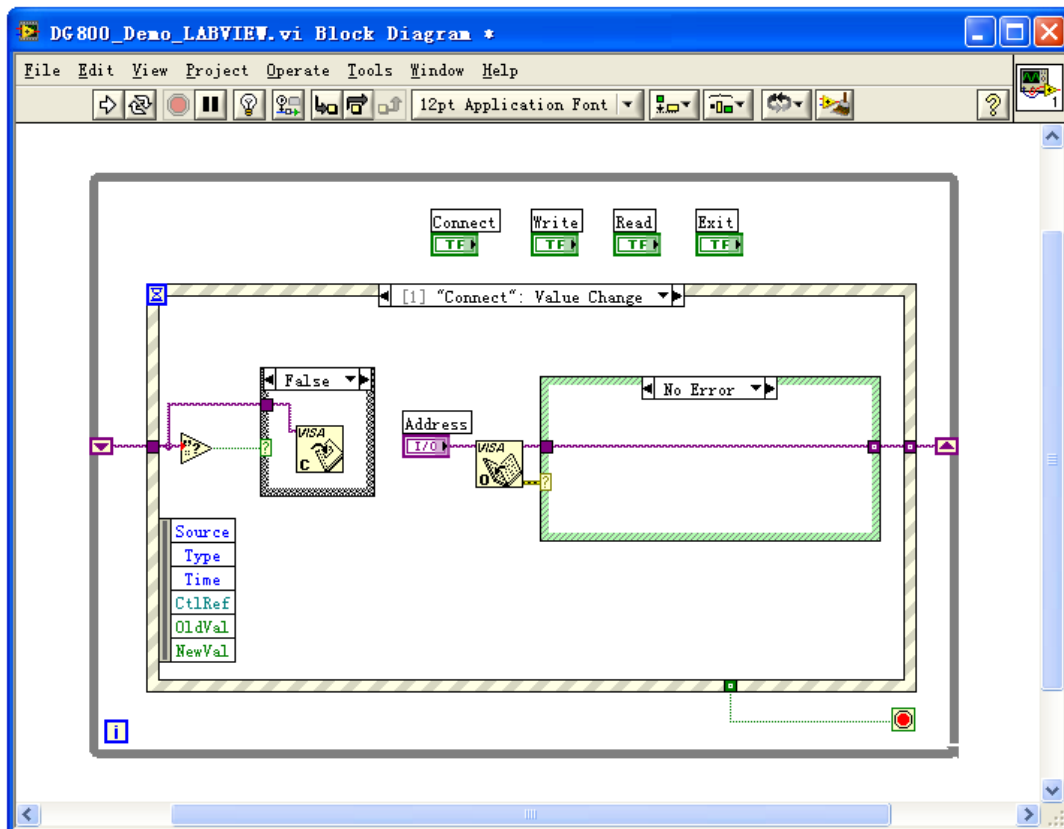 DG800_Demo_LABVIEW.vi Block Diagram *
File Edit View Project Operate Tools Window Help
12pt Application Font
?
1
Connect Write Read Exit
TF TF TF TF
[1] "Connect": Value Change
False
No Error
Address
I/O
?
?
VISA
C
VISA
O
?
Source
Type
Time
CtlRef
OldVal
NewVal
i